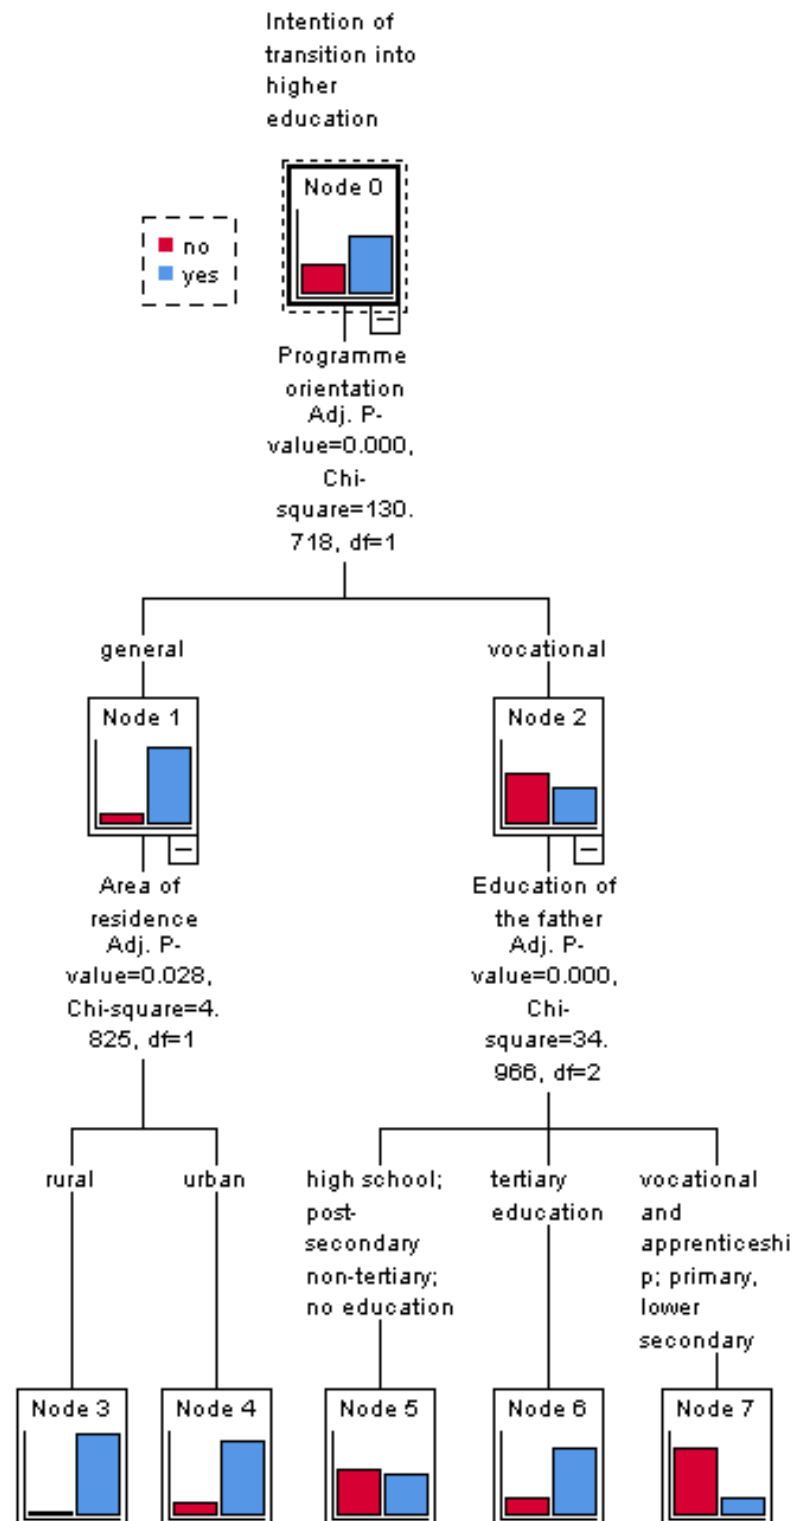 Intention of
transition into
higher
education
Node 0
no
yes
Programme
orientation
Adj. P-
value=0.000,
Chi-
square=130.
718, df=1
general
vocational
Node 1
Node 2
Area of
residence
Adj. P-
value=0.028,
Chi-square=4.
825, df=1
Education of
the father
Adj. P-
value=0.000,
Chi-
square=34.
966, df=2
rural
urban
high school;
post-
secondary
non-tertiary;
no education
tertiary
education
vocational
and
apprenticeshi
p; primary,
lower
secondary
Node 3
Node 4
Node 5
Node 6
Node 7